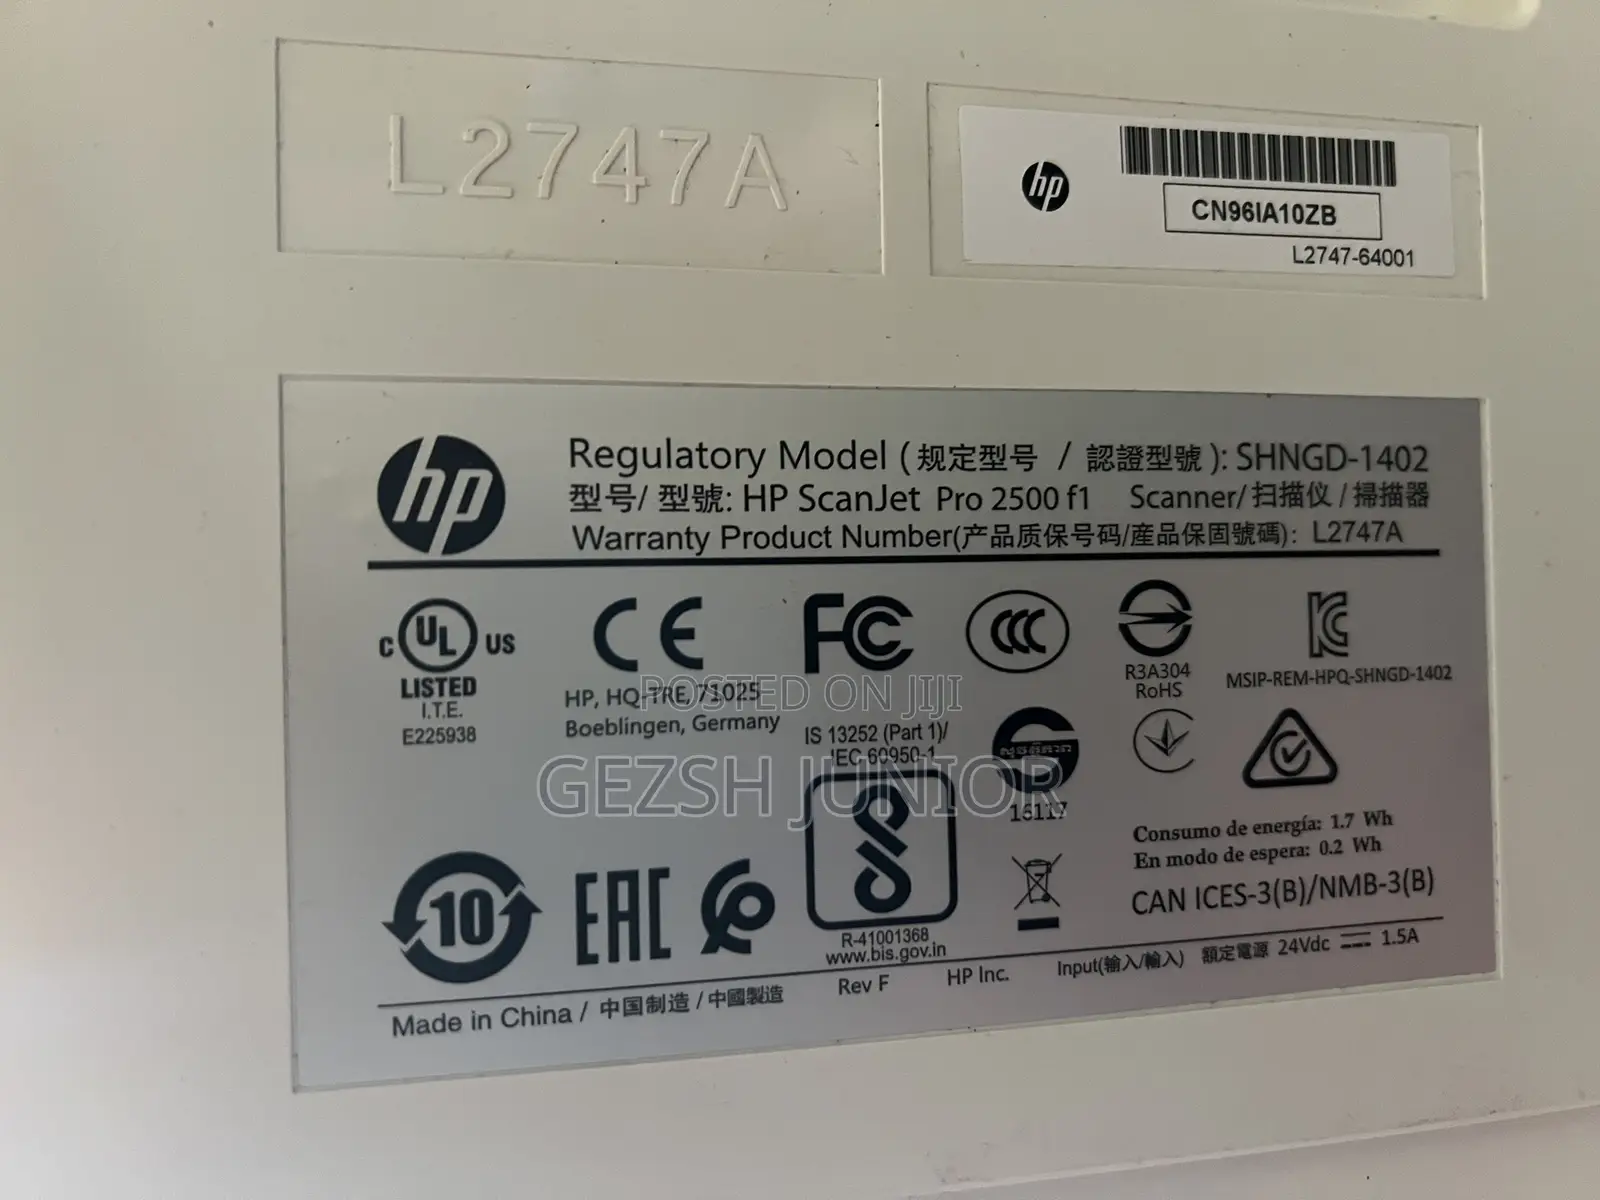 L2747A
hp
CN96IA10ZB
L2747-64001
hp
Regulatory Model (规定型号 / 認證型號): SHNGD-1402
型号/ 型號: HP ScanJet Pro 2500 f1 Scanner/ 扫描仪 / 掃描器
Warranty Product Number(产品质保号码/產品保固號碼): L2747A
C UL US
LISTED
I.T.E.
E225938
CE
HP, HQ-TRE, 71025
Boeblingen, Germany
FC
CCC
R3A304
RoHS
KC
MSIP-REM-HPQ-SHNGD-1402
POSTED ON JIJI
GEZSH JUNIOR
IS 13252 (Part 1)/
IEC 60950-1
R-41001368
www.bis.gov.in
16117
Consumo de energía: 1.7 Wh
En modo de espera: 0.2 Wh
CAN ICES-3(B)/NMB-3(B)
10
EAC
Made in China / 中国制造 / 中國製造
Rev F
HP Inc.
Input(输入/輸入) 額定電源 24Vdc 1.5A